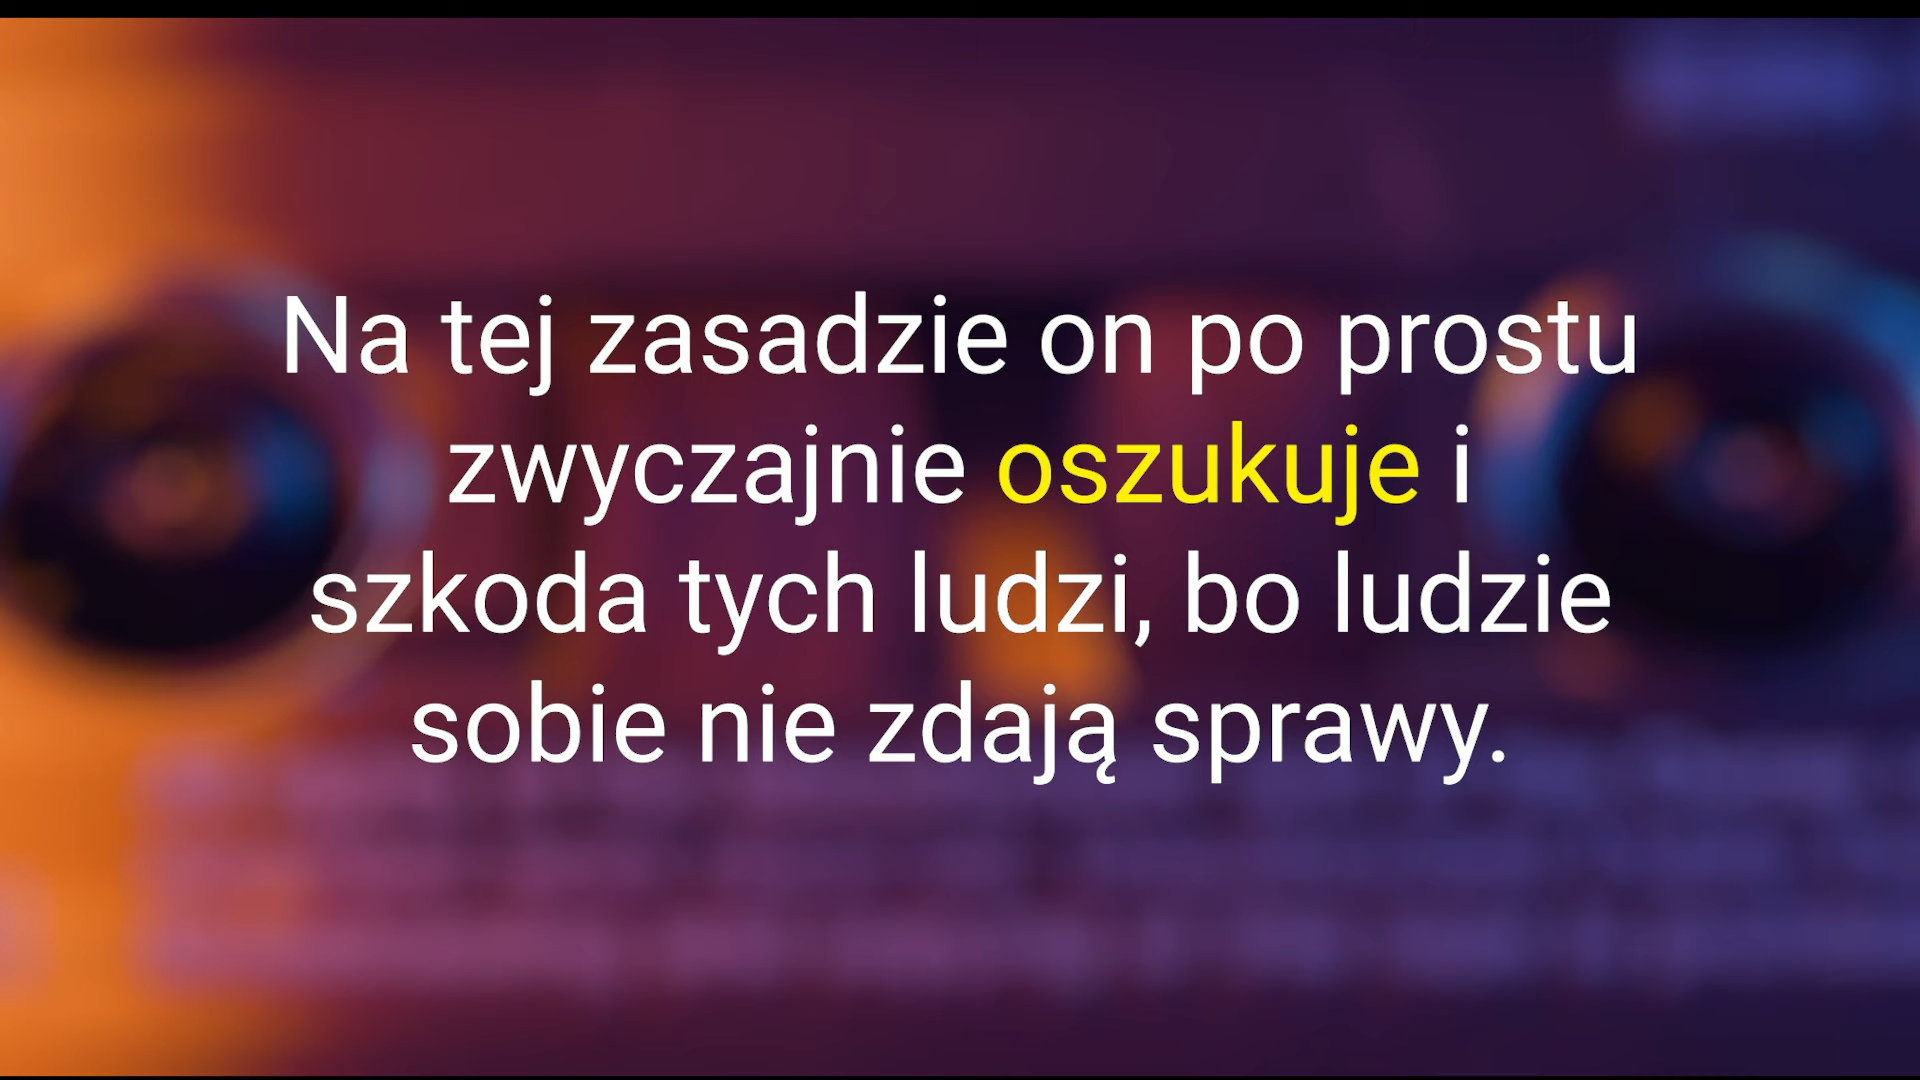 Na tej zasadzie on po prostu
zwyczajnie oszukuje i
szkoda tych ludzi, bo ludzie
sobie nie zdają sprawy.